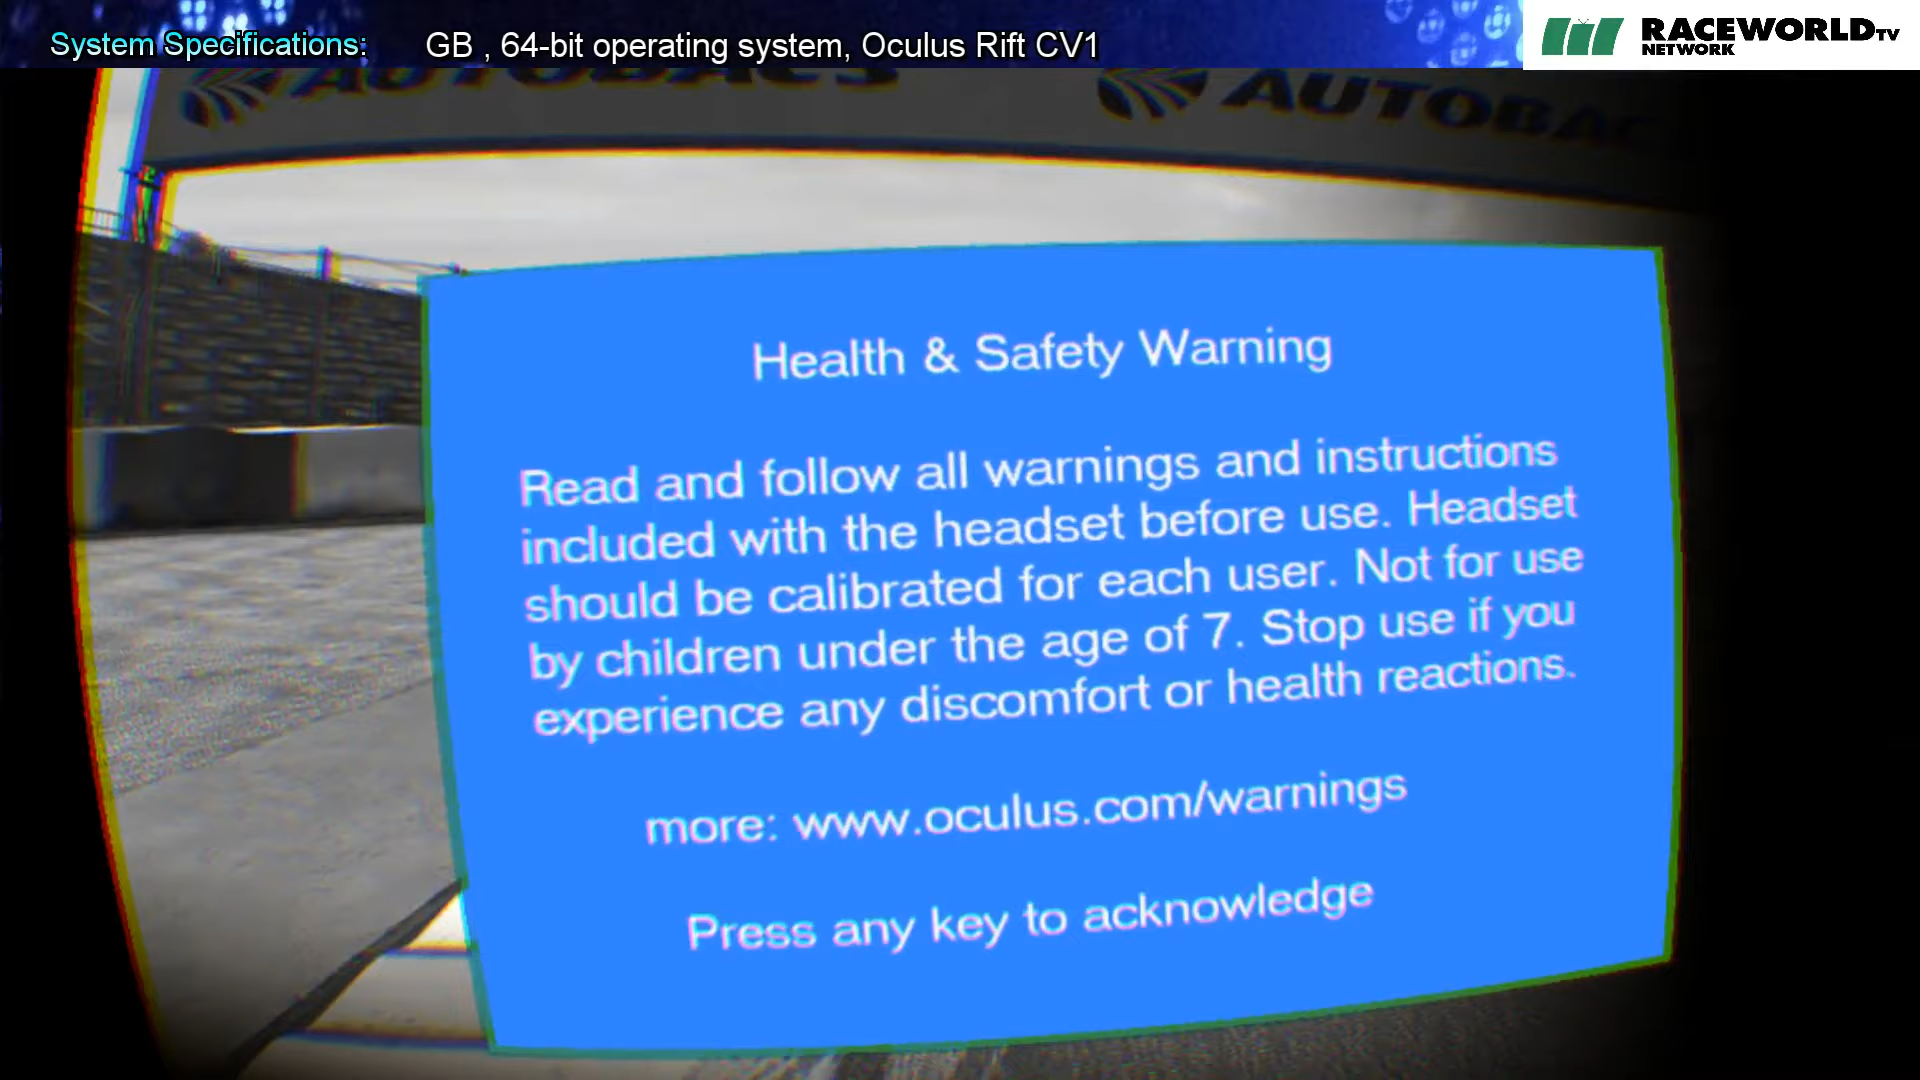 System Specifications: GB , 64-bit operating system, Oculus Rift CV1
RACEWORLDTV
NETWORK
AUTOBACS AUTOBAC
Health & Safety Warning
Read and follow all warnings and instructions
included with the headset before use. Headset
should be calibrated for each user. Not for use
by children under the age of 7. Stop use if you
experience any discomfort or health reactions.
more: www.oculus.com/warnings
Press any key to acknowledge